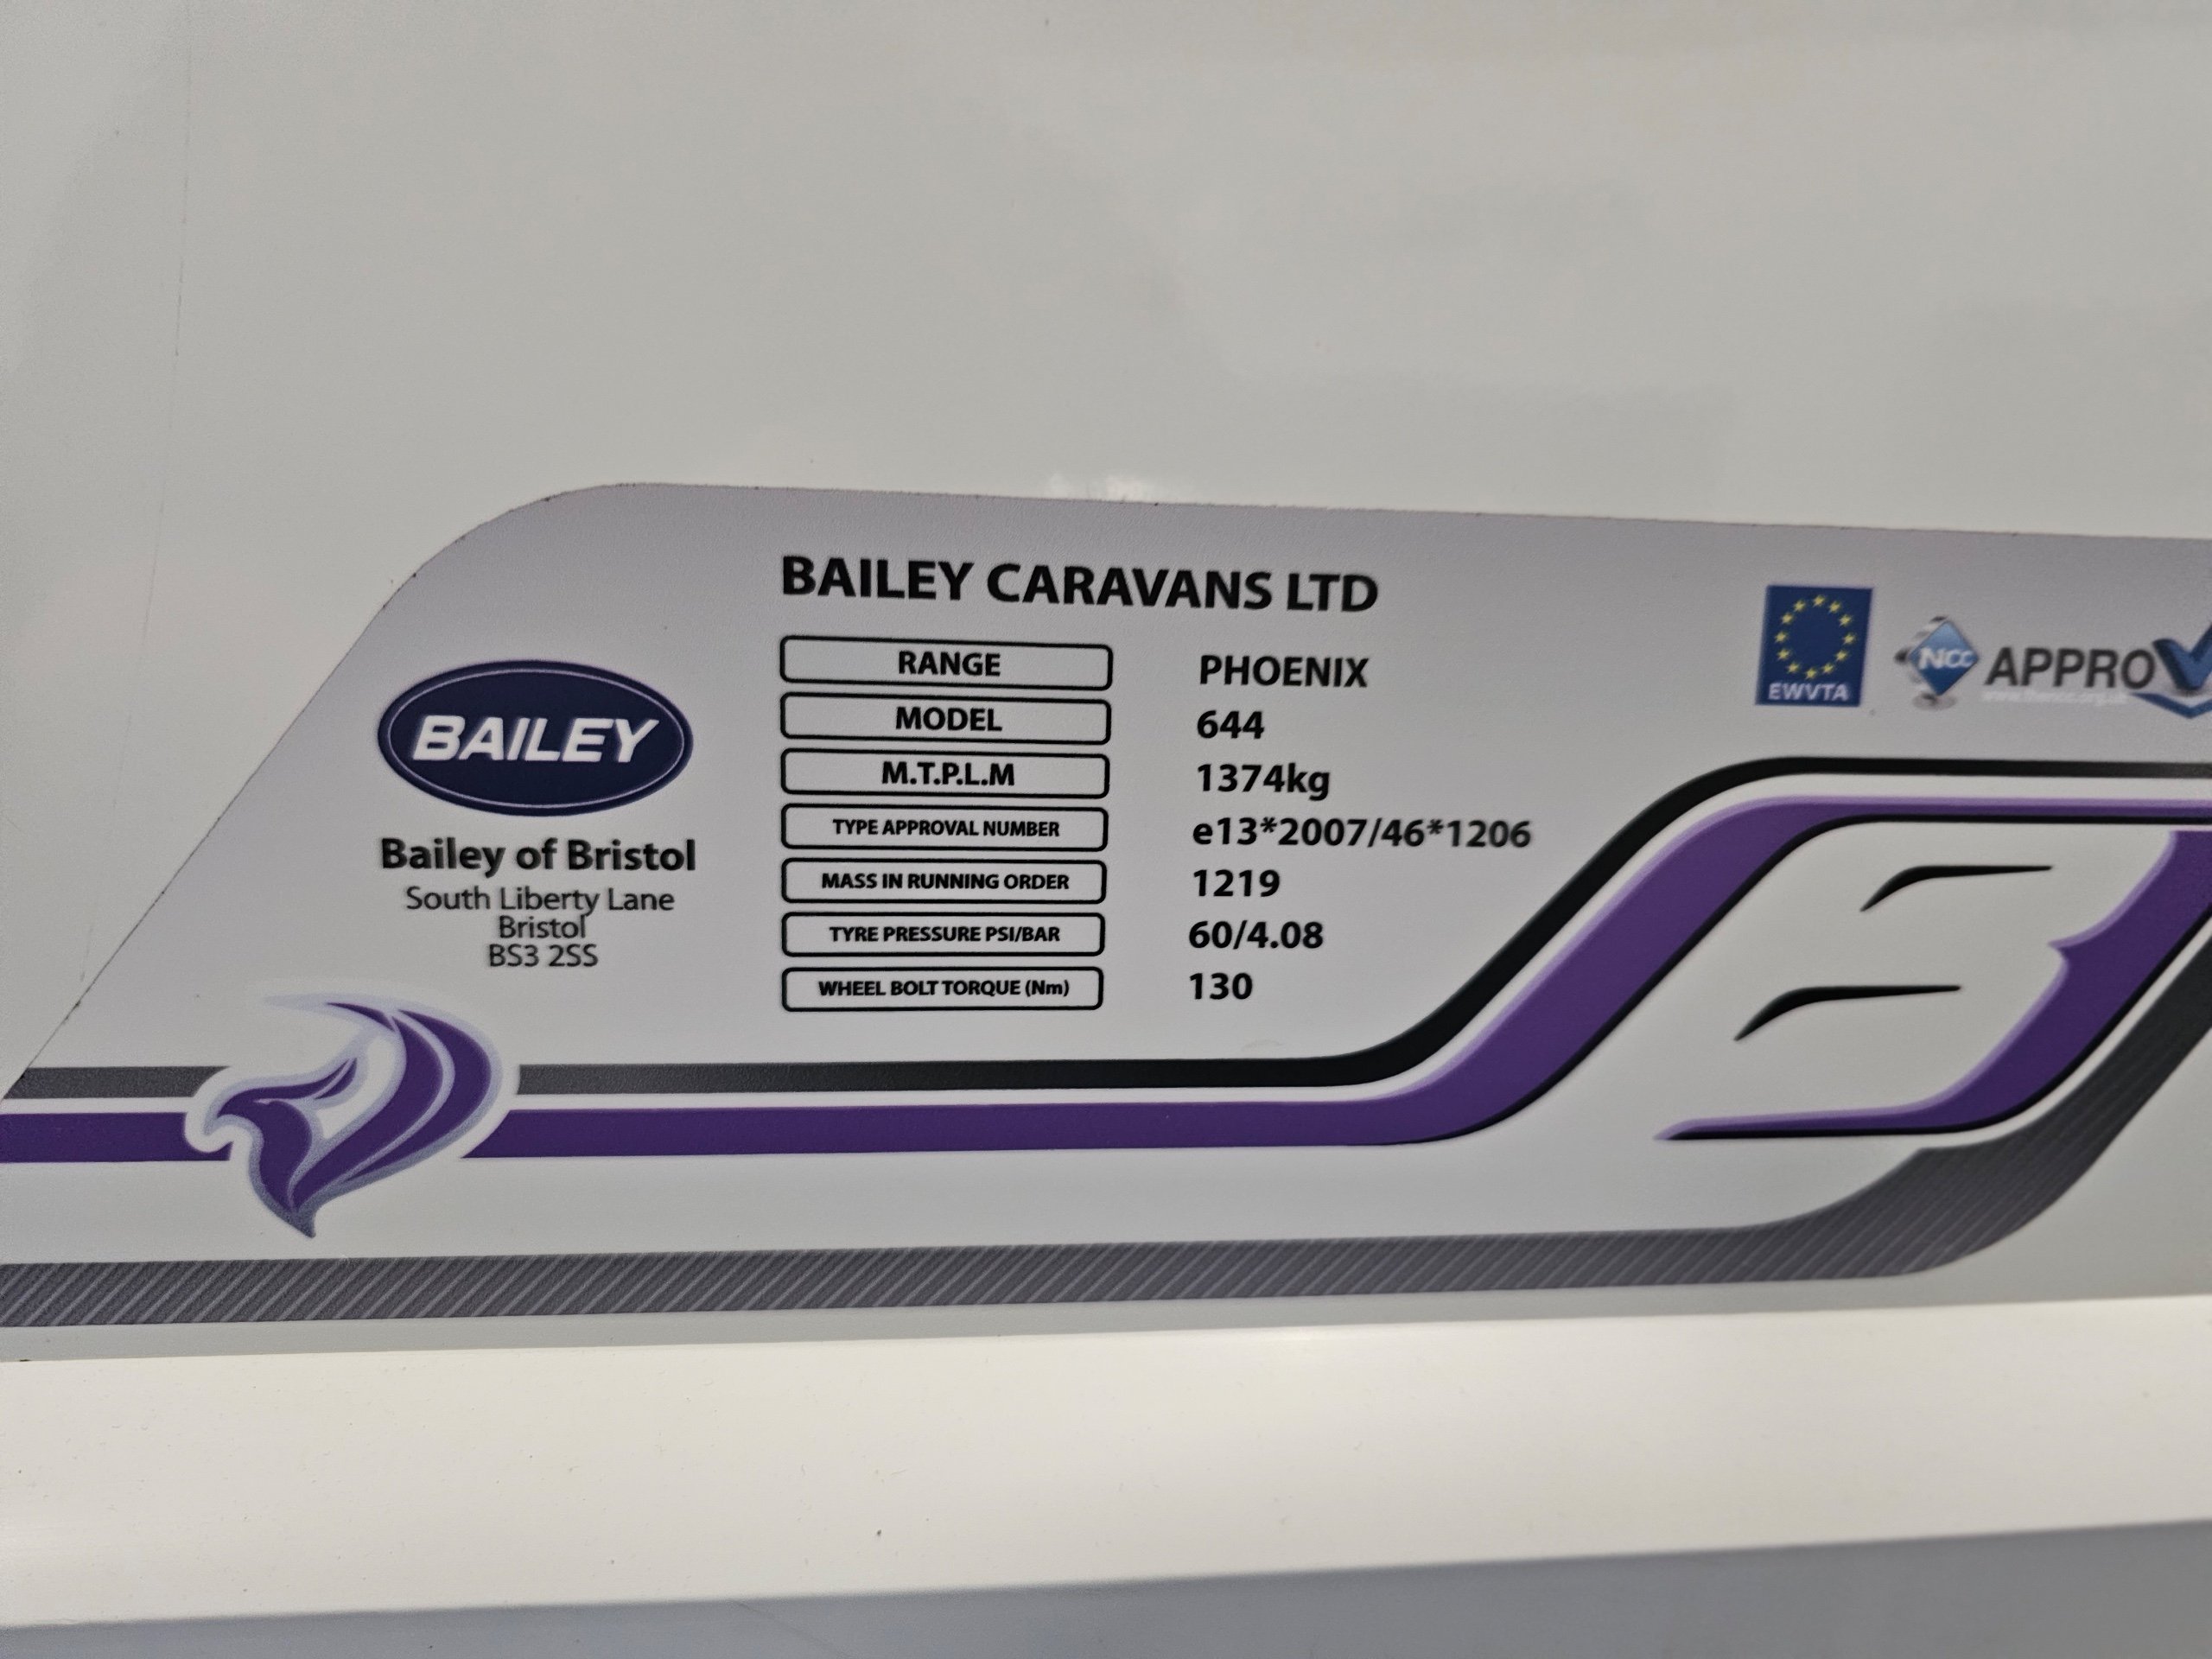 BAILEY CARAVANS LTD
RANGE PHOENIX
MODEL 644
M.T.P.L.M 1374kg
TYPE APPROVAL NUMBER e13*2007/46*1206
MASS IN RUNNING ORDER 1219
TYRE PRESSURE PSI/BAR 60/4.08
WHEEL BOLT TORQUE (Nm) 130
BAILEY
Bailey of Bristol
South Liberty Lane
Bristol
BS3 2SS
EWVTA
NCC APPROV